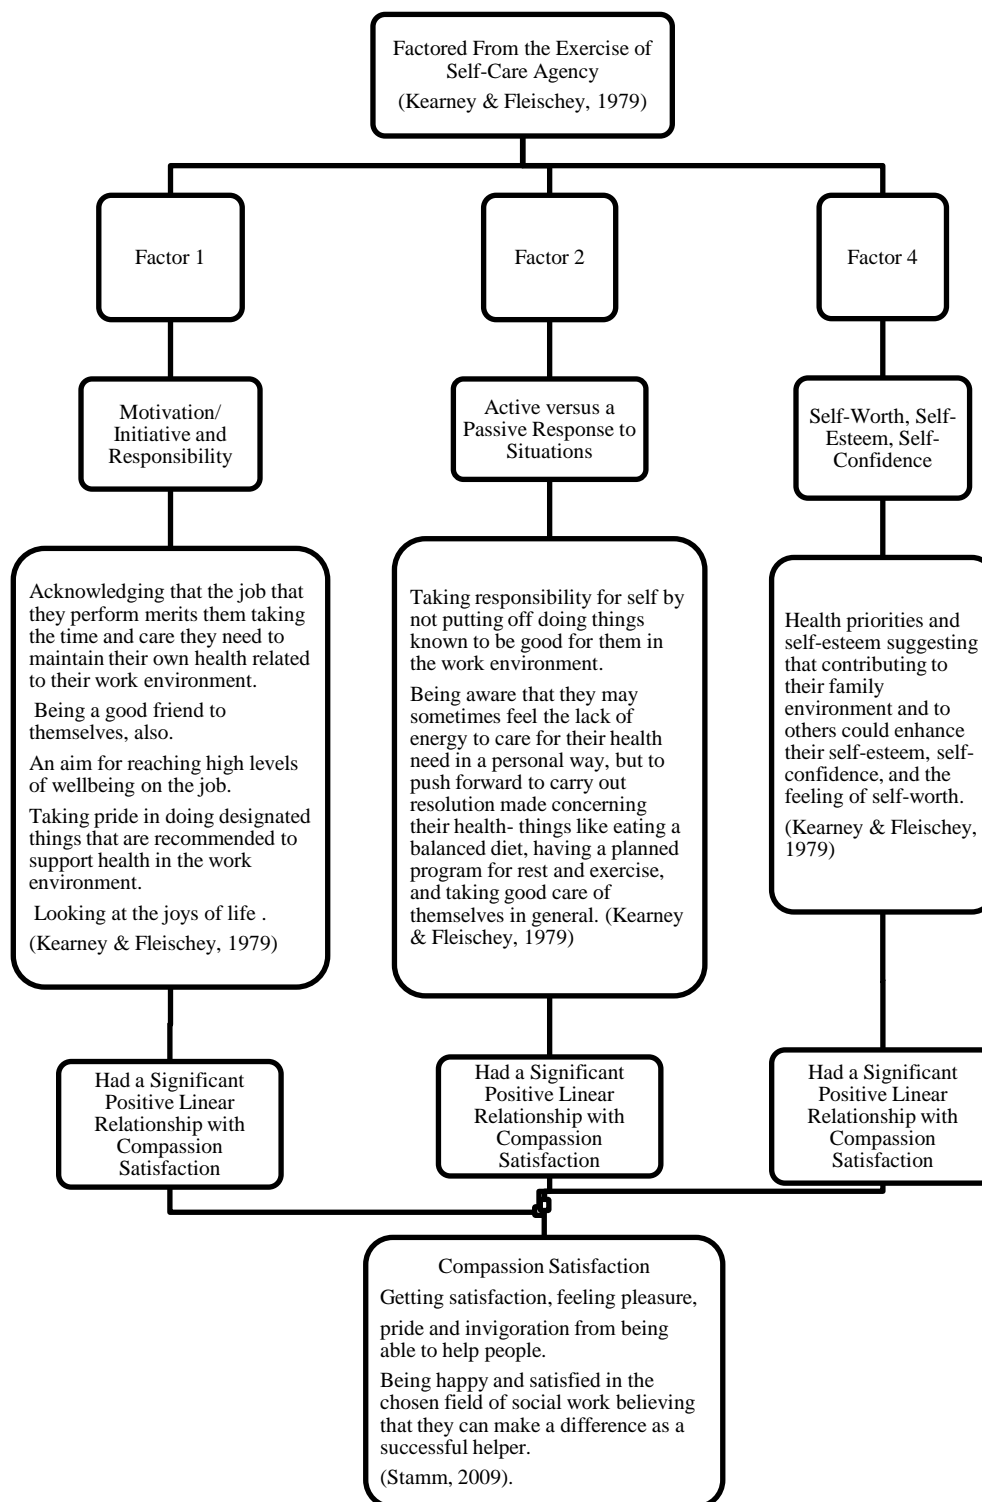 Factored From the Exercise of
Self-Care Agency
(Kearney & Fleischey, 1979)
Factor 1
Factor 2
Factor 4
Motivation/
Initiative and
Responsibility
Active versus a
Passive Response to
Situations
Self-Worth, Self-
Esteem, Self-
Confidence
Acknowledging that the job that
they perform merits them taking
the time and care they need to
maintain their own health related
to their work environment.
Being a good friend to
themselves, also.
An aim for reaching high levels
of wellbeing on the job.
Taking pride in doing designated
things that are recommended to
support health in the work
environment.
Looking at the joys of life .
(Kearney & Fleischey, 1979)
Taking responsibility for self by
not putting off doing things
known to be good for them in
the work environment.
Being aware that they may
sometimes feel the lack of
energy to care for their health
need in a personal way, but to
push forward to carry out
resolution made concerning
their health- things like eating a
balanced diet, having a planned
program for rest and exercise,
and taking good care of
themselves in general. (Kearney
& Fleischey, 1979)
Health priorities and
self-esteem suggesting
that contributing to
their family
environment and to
others could enhance
their self-esteem, self-
confidence, and the
feeling of self-worth.
(Kearney & Fleischey,
1979)
Had a Significant
Positive Linear
Relationship with
Compassion
Satisfaction
Had a Significant
Positive Linear
Relationship with
Compassion
Satisfaction
Had a Significant
Positive Linear
Relationship with
Compassion
Satisfaction
Compassion Satisfaction
Getting satisfaction, feeling pleasure,
pride and invigoration from being
able to help people.
Being happy and satisfied in the
chosen field of social work believing
that they can make a difference as a
successful helper.
(Stamm, 2009).